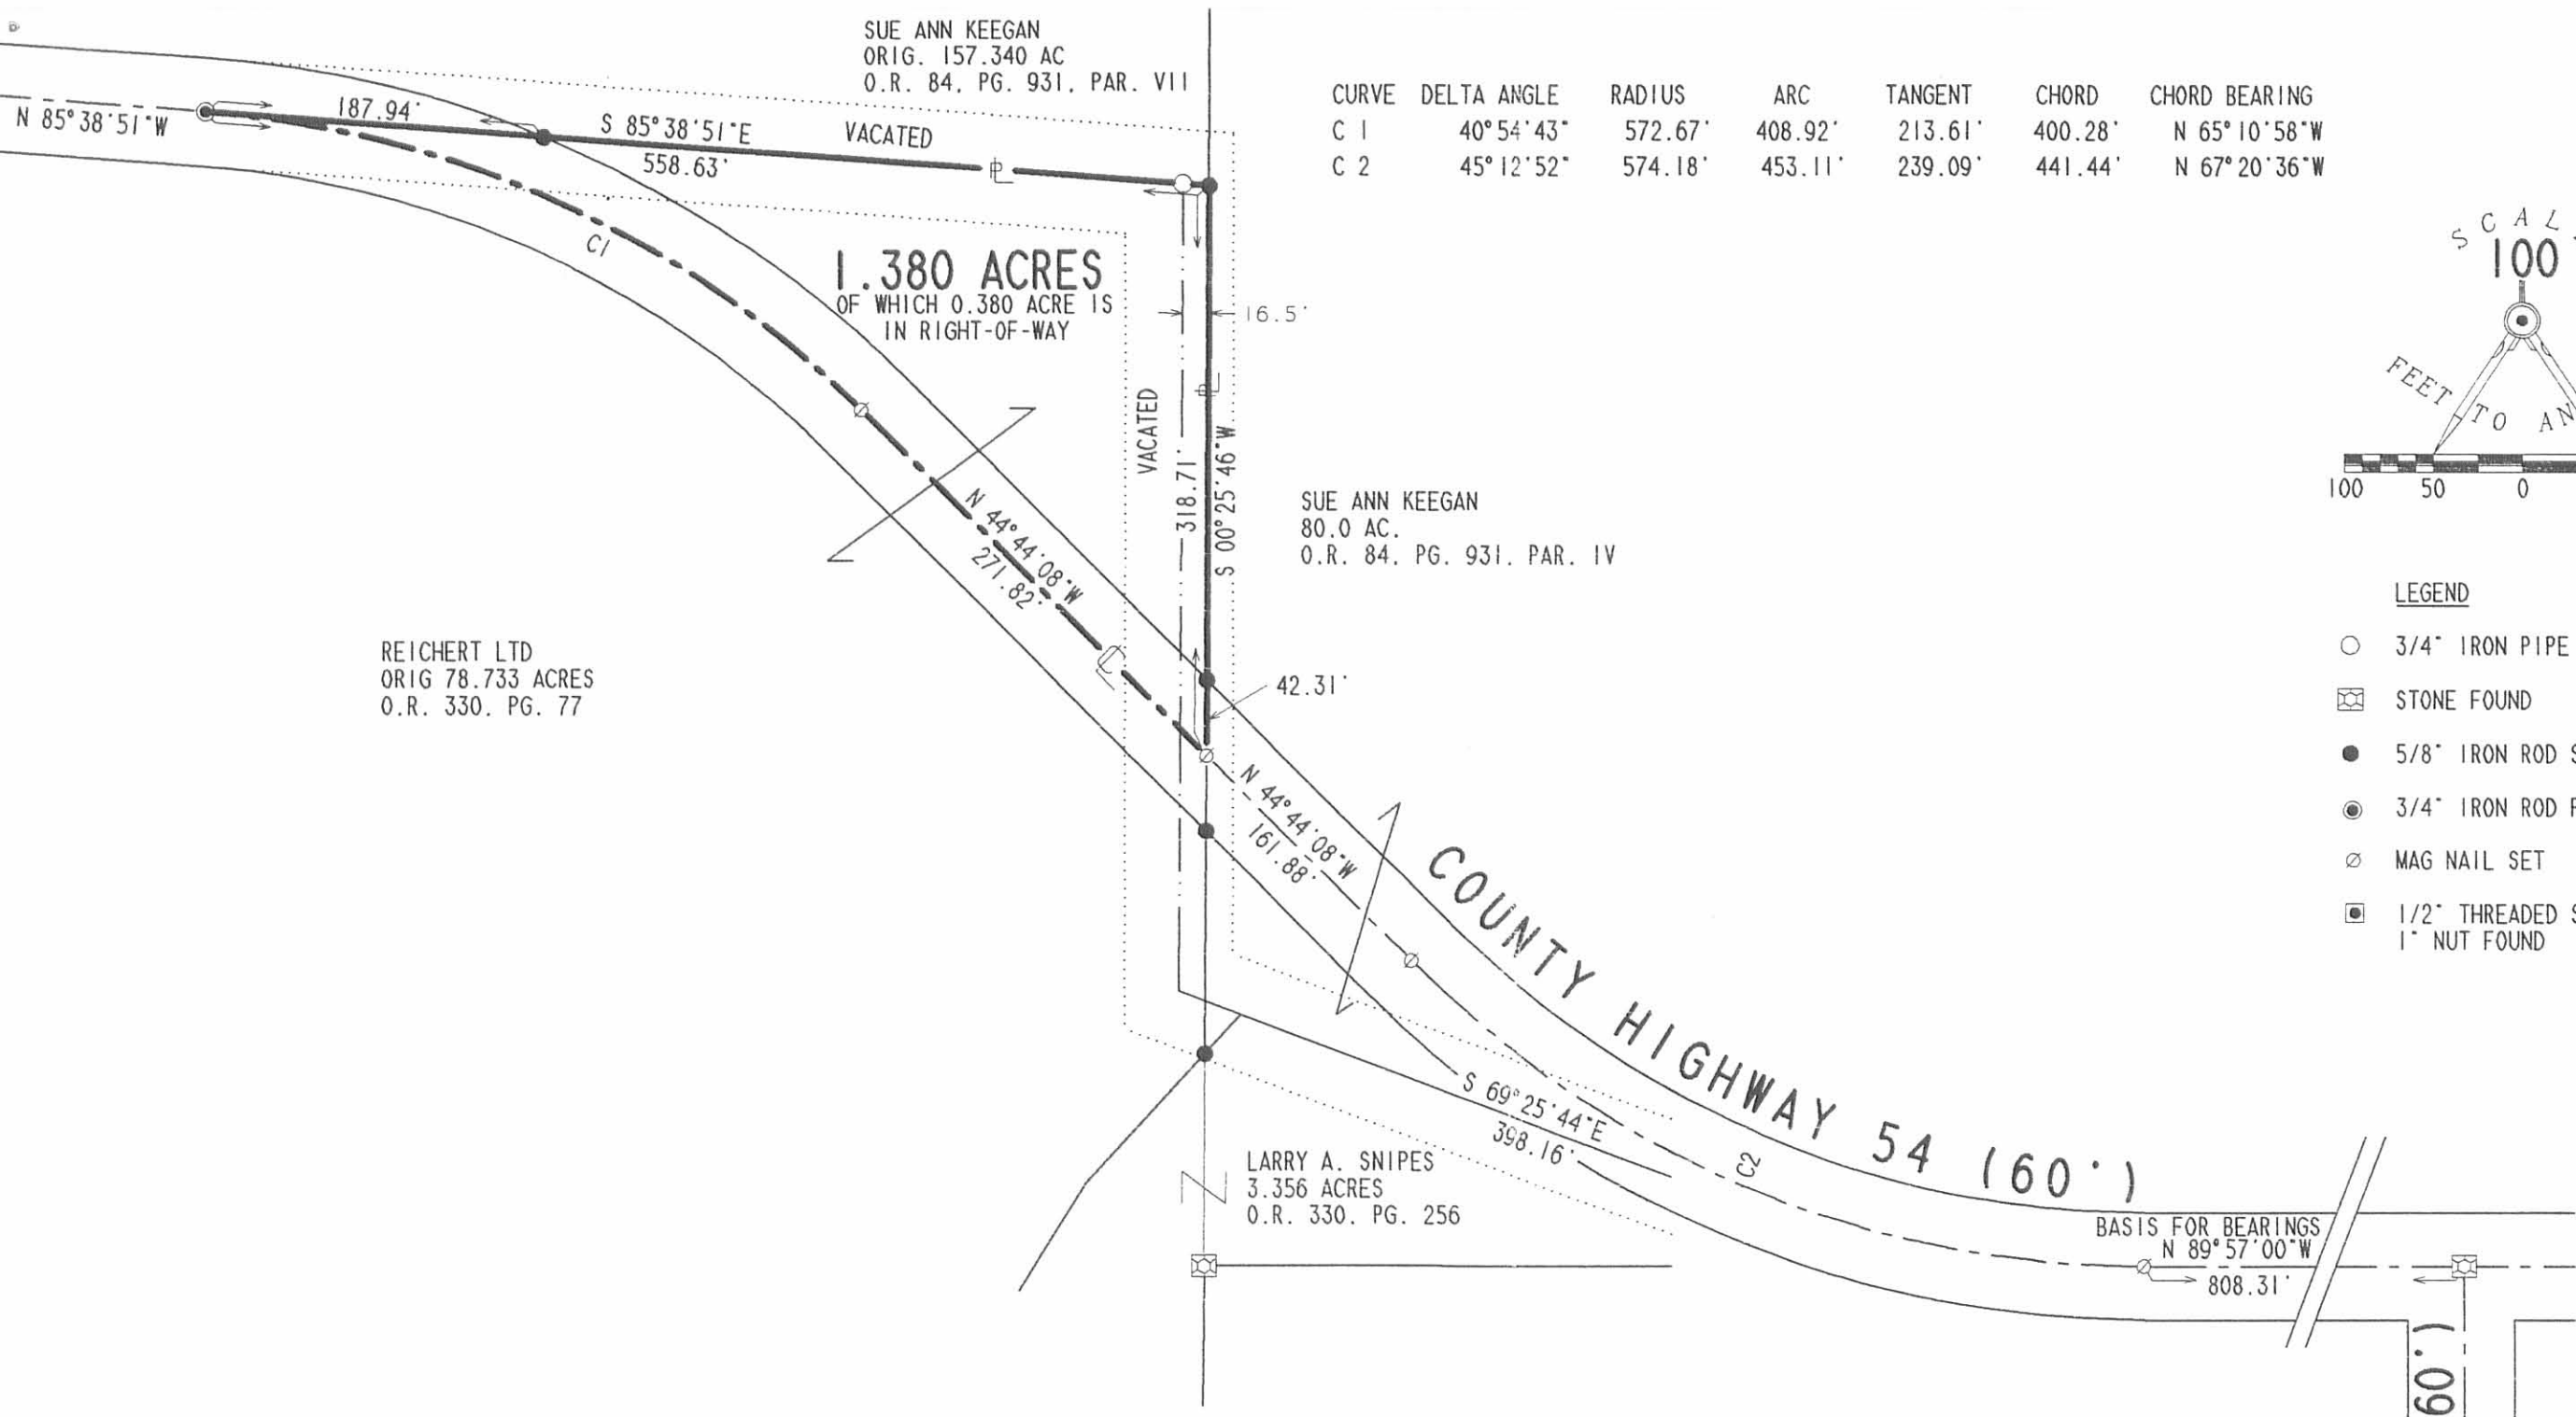 SUE ANN KEEGAN
ORIG. 157.340 AC
O.R. 84, PG. 931, PAR. VII
N 85°38'51"W
187.94'
S 85°38'51"E
558.63'
VACATED
CURVE DELTA ANGLE RADIUS ARC TANGENT CHORD CHORD BEARING
C 1 40°54'43" 572.67' 408.92' 213.61' 400.28' N 65°10'58"W
C 2 45°12'52" 574.18' 453.11' 239.09' 441.44' N 67°20'36"W
C1
1.380 ACRES
OF WHICH 0.380 ACRE IS
IN RIGHT-OF-WAY
16.5'
VACATED
318.71'
S 00°25'46"W
N 44°44'08"W
271.82'
SUE ANN KEEGAN
80.0 AC.
O.R. 84, PG. 931, PAR. IV
REICHERT LTD
ORIG 78.733 ACRES
O.R. 330, PG. 77
42.31'
N 44°44'08"W
161.88'
COUNTY HIGHWAY 54 (60')
S 69°25'44"E
398.16'
C2
LARRY A. SNIPES
3.356 ACRES
O.R. 330, PG. 256
BASIS FOR BEARINGS
N 89°57'00"W
808.31'
60')
SCAL
100
FEET TO AN
100 50 0
LEGEND
3/4" IRON PIPE
STONE FOUND
5/8" IRON ROD S
3/4" IRON ROD F
MAG NAIL SET
1/2" THREADED S
1" NUT FOUND